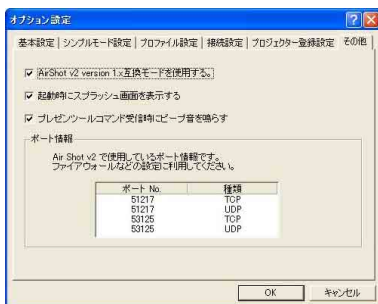 オプション設定
基本設定 シンプルモード設定 プロファイル設定 接続設定 プロジェクター登録設定 その他
AirShot v2 version 1.x互換モードを使用する。
起動時にスプラッシュ画面を表示する
プレゼンツールコマンド受信時にビープ音を鳴らす
ポート情報
Air Shot v2 で使用しているポート情報です。
ファイアウォールなどの設定に利用してください。
ポート No. 種類
51217 TCP
51217 UDP
53125 TCP
53125 UDP
OK キャンセル